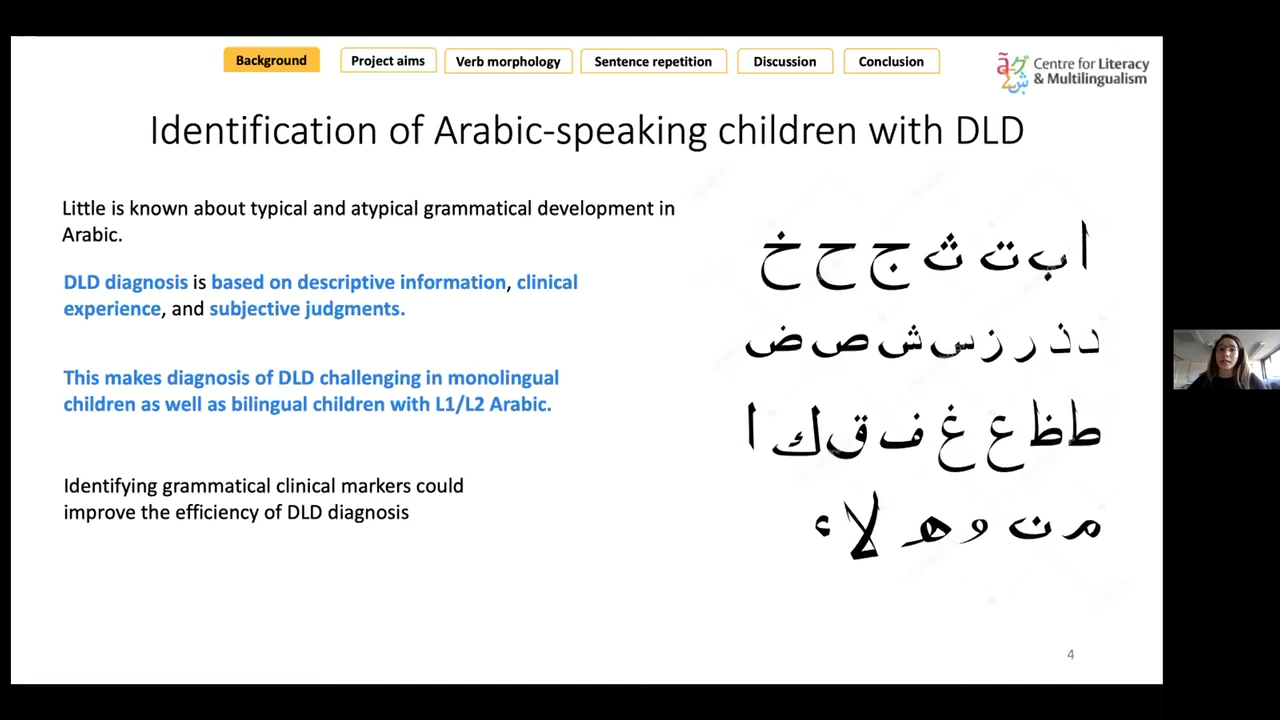 Background
Project aims
Verb morphology
Sentence repetition
Discussion
Conclusion
Centre for Literacy
& Multilingualism
Identification of Arabic-speaking children with DLD
Little is known about typical and atypical grammatical development in
Arabic.
DLD diagnosis is based on descriptive information, clinical
experience, and subjective judgments.
This makes diagnosis of DLD challenging in monolingual
children as well as bilingual children with L1/L2 Arabic.
Identifying grammatical clinical markers could
improve the efficiency of DLD diagnosis
ا ب ت ث ج ح خ
د ذ ر ز س ش ص ض
ط ظ ع غ ف ق ك ا
م ن و ه لا ء
4